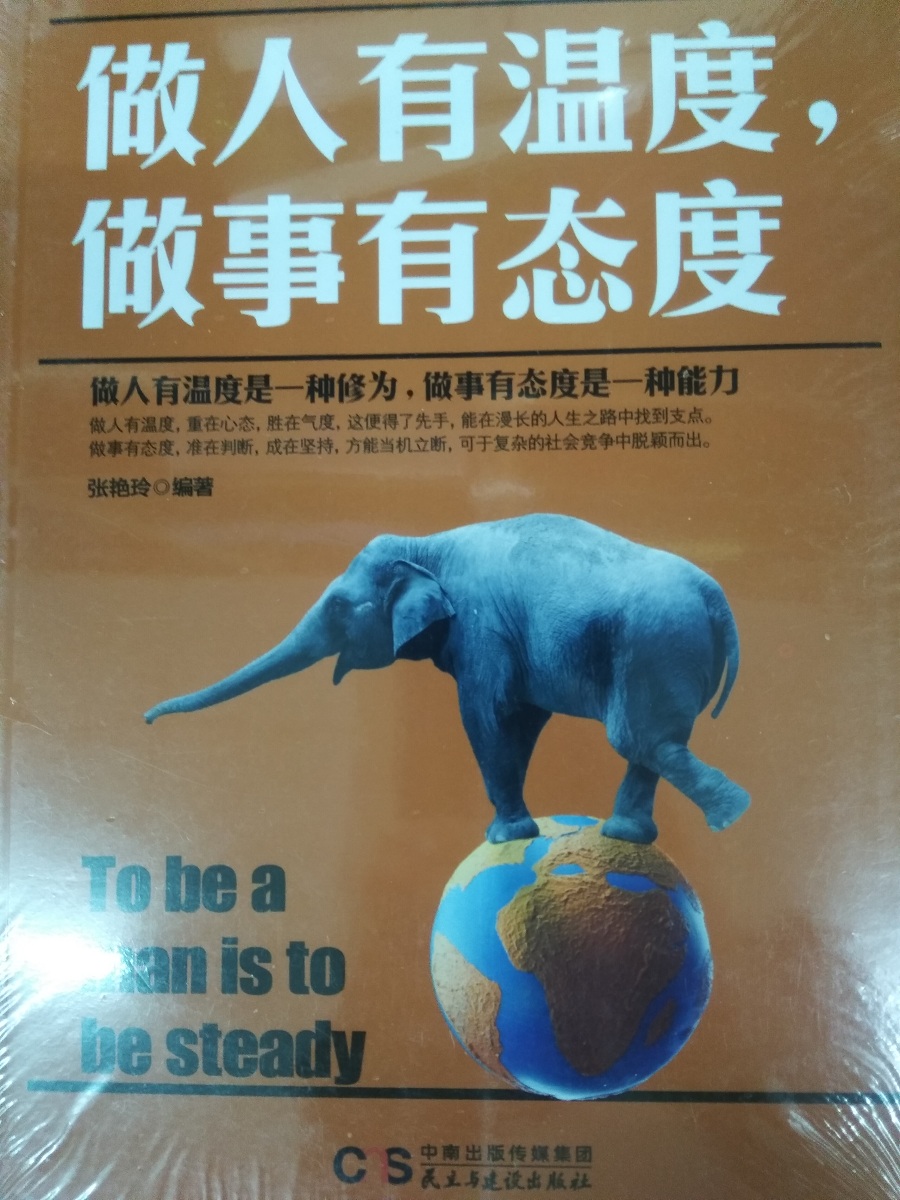 做人有温度，
做事有态度
做人有温度是一种修为，做事有态度是一种能力
做人有温度，重在心态，胜在气度，这便得了先手，能在漫长的人生之路中找到支点。
做事有态度，准在判断，成在坚持，方能当机立断，可于复杂的社会竞争中脱颖而出。
张艳玲◎编著
To be a
man is to
be steady
CS 中南出版传媒集团
民主与建设出版社